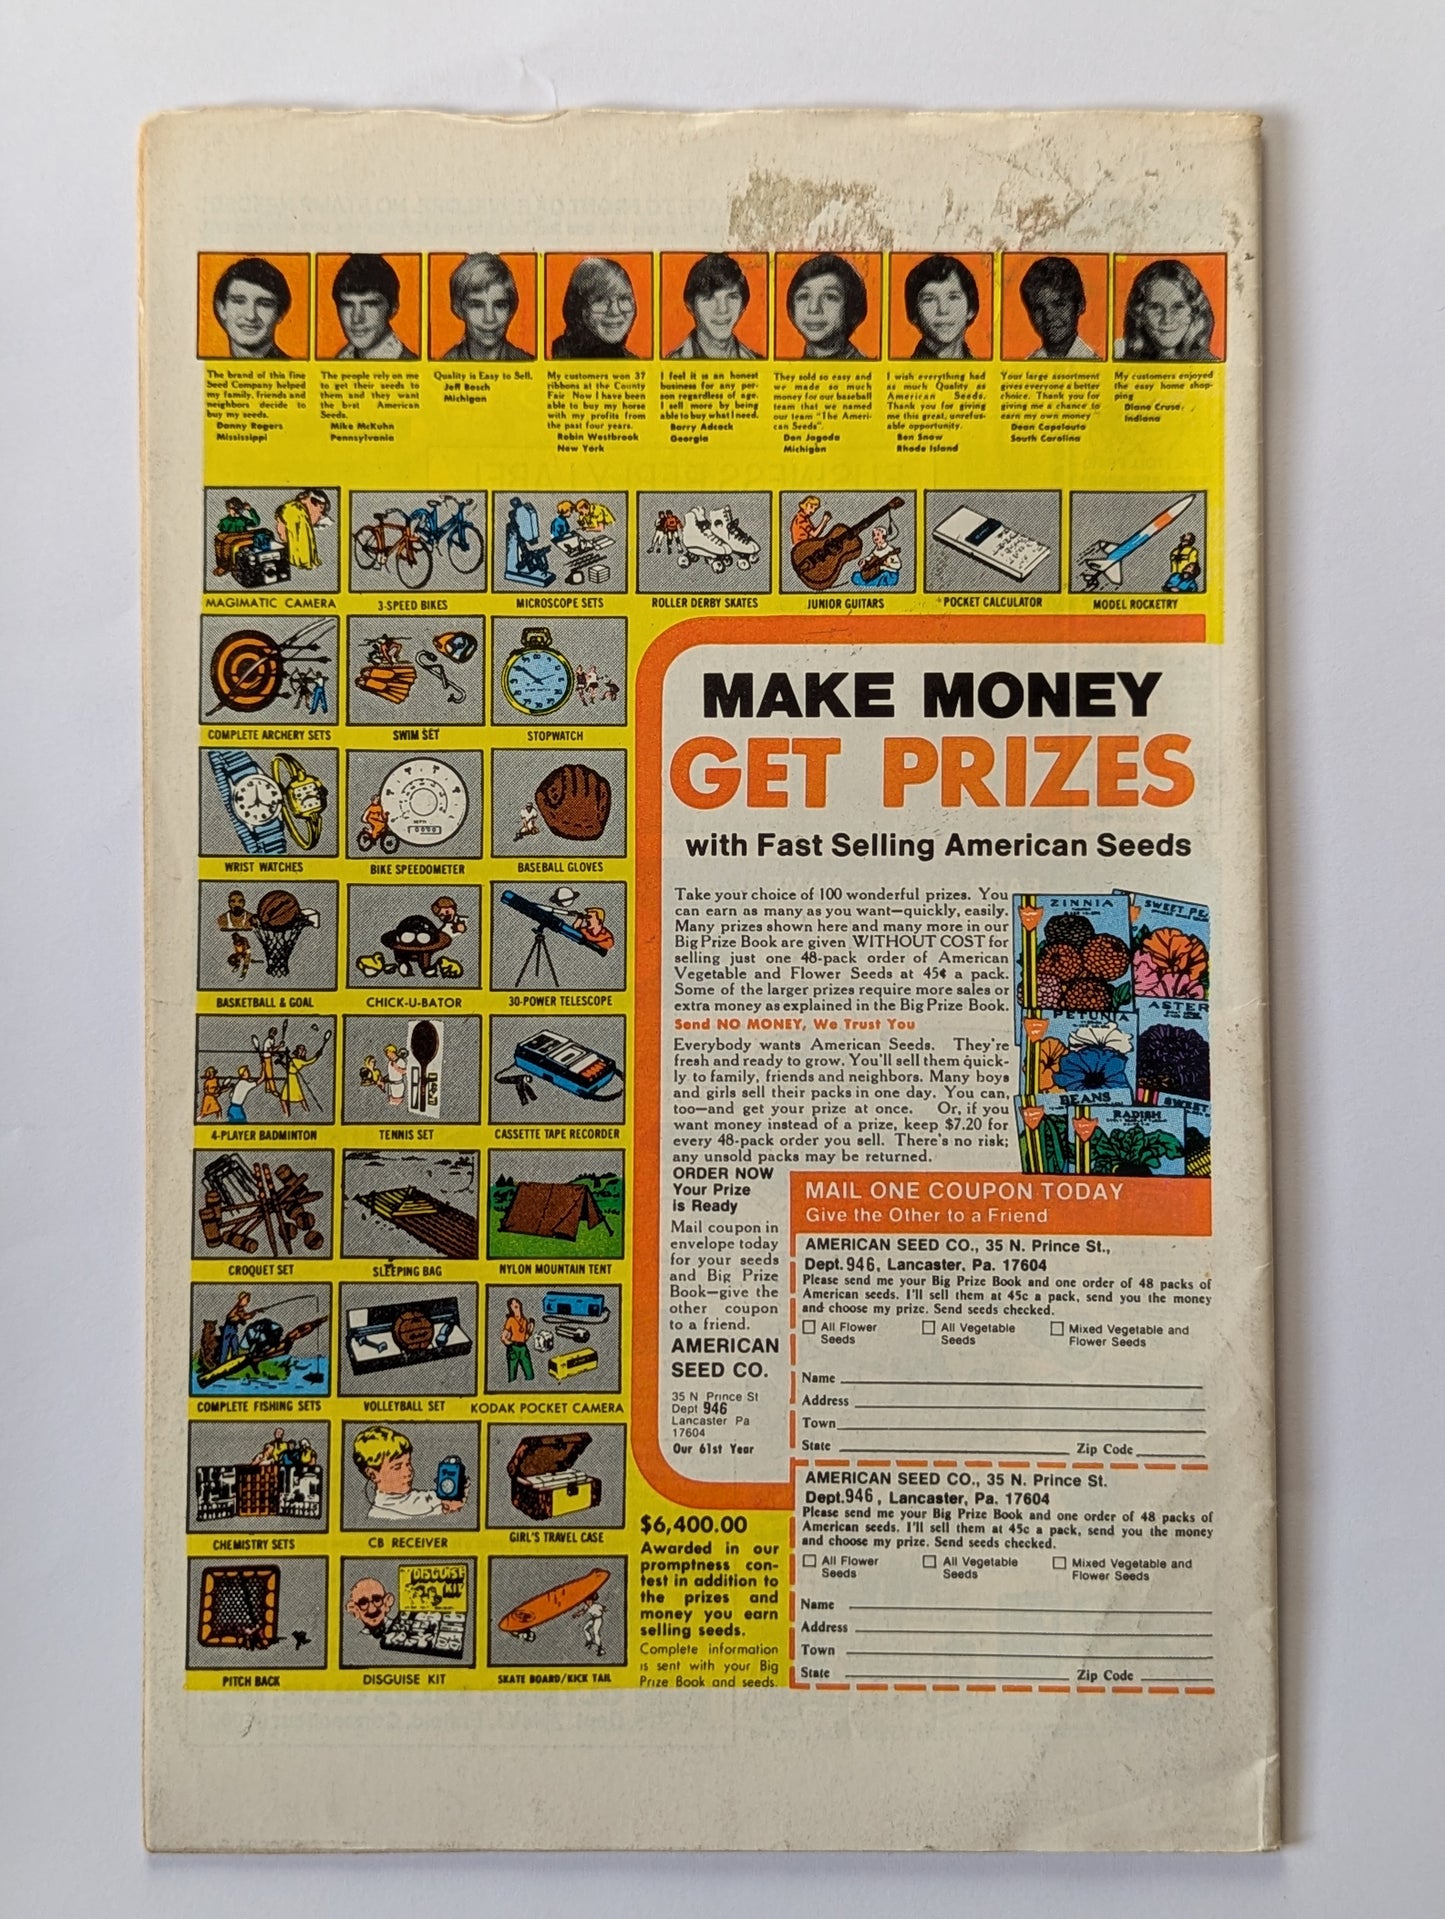 The brand of this fine
Seed Company helped
my family, friends and
neighbors decide to
buy my seeds.
Danny Rogers
Mississippi
The people rely on me
to get their seeds to
them and they want
the best American
Seeds.
Mike McKuhn
Pennsylvania
Quality is Easy to Sell.
Jeff Bosch
Michigan
My customers won 37
ribbons at the County
Fair Now I have been
able to buy my horse
with my profits from
the past four years.
Robin Westbrook
New York
I feel it is an honest
business for any per-
son regardless of age.
I sell more by being
able to buy what I need.
Barry Adcock
Georgia
They sold so easy and
we made so much
money for our baseball
team that we named
our team "The Ameri-
can Seeds".
Don Jagoda
Michigan
I wish everything had
as much Quality as
American Seeds.
Thank you for giving
me this great, unrefus-
able opportunity.
Ben Snow
Rhode Island
Your large assortment
gives everyone a better
choice. Thank you for
giving me a chance to
earn my own money"
Dean Capelouto
South Carolina
My customers enjoyed
the easy home shop-
ping
Diane Cruse,
Indiana
MAGIMATIC CAMERA
3-SPEED BIKES
MICROSCOPE SETS
ROLLER DERBY SKATES
JUNIOR GUITARS
POCKET CALCULATOR
MODEL ROCKETRY
COMPLETE ARCHERY SETS
SWIM SET
STOPWATCH
WRIST WATCHES
BIKE SPEEDOMETER
BASEBALL GLOVES
BASKETBALL & GOAL
CHICK-U-BATOR
30-POWER TELESCOPE
4-PLAYER BADMINTON
TENNIS SET
CASSETTE TAPE RECORDER
CROQUET SET
SLEEPING BAG
NYLON MOUNTAIN TENT
COMPLETE FISHING SETS
VOLLEYBALL SET
KODAK POCKET CAMERA
CHEMISTRY SETS
CB RECEIVER
GIRL'S TRAVEL CASE
DISGUISE
KIT
PITCH BACK
DISGUISE KIT
SKATE BOARD/KICK TAIL
MAKE MONEY
GET PRIZES
with Fast Selling American Seeds
Take your choice of 100 wonderful prizes. You
can earn as many as you want—quickly, easily.
Many prizes shown here and many more in our
Big Prize Book are given WITHOUT COST for
selling just one 48-pack order of American
Vegetable and Flower Seeds at 45¢ a pack.
Some of the larger prizes require more sales or
extra money as explained in the Big Prize Book.
Send NO MONEY, We Trust You
Everybody wants American Seeds. They're
fresh and ready to grow. You'll sell them quick-
ly to family, friends and neighbors. Many boys
and girls sell their packs in one day. You can,
too—and get your prize at once. Or, if you
want money instead of a prize, keep $7.20 for
every 48-pack order you sell. There's no risk;
any unsold packs may be returned.
ZINNIA
SWEET PE
ASTER
PETUNIA
BEANS
RADISH
SWEET
ORDER NOW
Your Prize
is Ready
Mail coupon in
envelope today
for your seeds
and Big Prize
Book—give the
other coupon
to a friend.
AMERICAN
SEED CO.
35 N Prince St
Dept 946
Lancaster Pa
17604
Our 61st Year
$6,400.00
Awarded in our
promptness con-
test in addition to
the prizes and
money you earn
selling seeds.
Complete information
is sent with your Big
Prize Book and seeds.
MAIL ONE COUPON TODAY
Give the Other to a Friend
AMERICAN SEED CO., 35 N. Prince St.,
Dept. 946, Lancaster, Pa. 17604
Please send me your Big Prize Book and one order of 48 packs of
American seeds. I'll sell them at 45c a pack, send you the money
and choose my prize. Send seeds checked.
All Flower
Seeds
All Vegetable
Seeds
Mixed Vegetable and
Flower Seeds
Name
Address
Town
State Zip Code
AMERICAN SEED CO., 35 N. Prince St.
Dept. 946, Lancaster, Pa. 17604
Please send me your Big Prize Book and one order of 48 packs of
American seeds. I'll sell them at 45c a pack, send you the money
and choose my prize. Send seeds checked.
All Flower
Seeds
All Vegetable
Seeds
Mixed Vegetable and
Flower Seeds
Name
Address
Town
State Zip Code